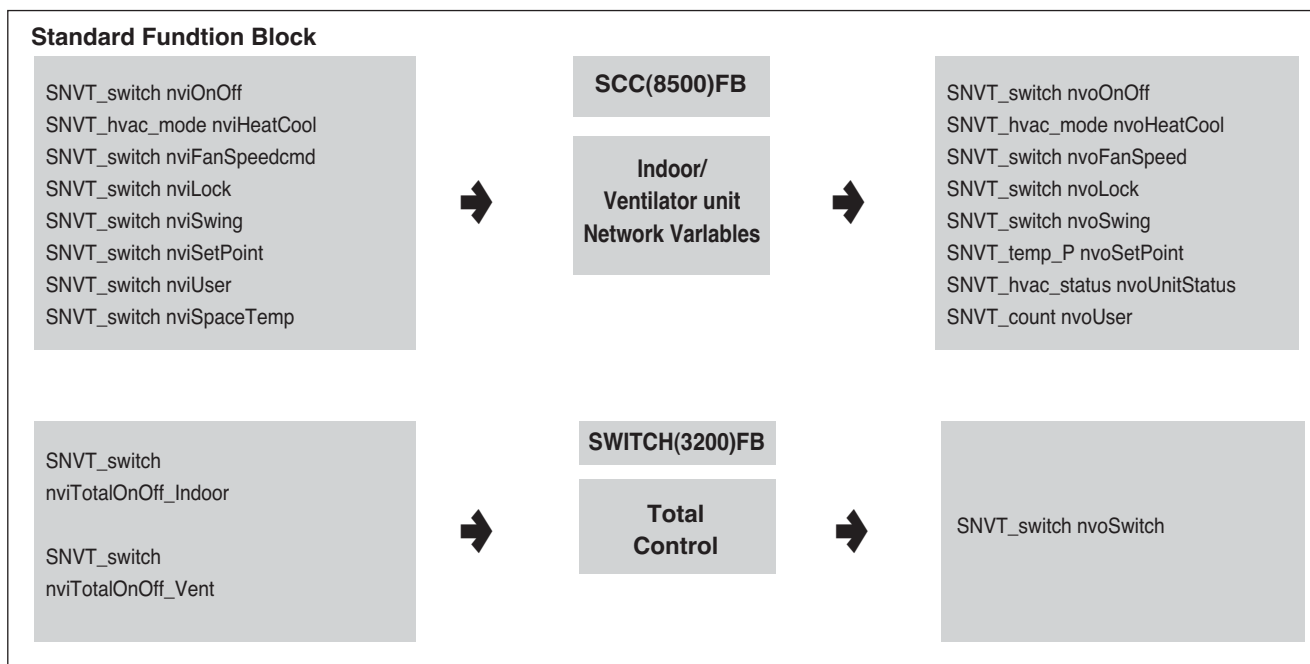 Standard Fundtion Block
SNVT_switch nviOnOff
SNVT_hvac_mode nviHeatCool
SNVT_switch nviFanSpeedcmd
SNVT_switch nviLock
SNVT_switch nviSwing
SNVT_switch nviSetPoint
SNVT_switch nviUser
SNVT_switch nviSpaceTemp
SCC(8500)FB
Indoor/
Ventilator unit
Network Varlables
SNVT_switch nvoOnOff
SNVT_hvac_mode nvoHeatCool
SNVT_switch nvoFanSpeed
SNVT_switch nvoLock
SNVT_switch nvoSwing
SNVT_temp_P nvoSetPoint
SNVT_hvac_status nvoUnitStatus
SNVT_count nvoUser
SNVT_switch
nviTotalOnOff_Indoor
SNVT_switch
nviTotalOnOff_Vent
SWITCH(3200)FB
Total
Control
SNVT_switch nvoSwitch